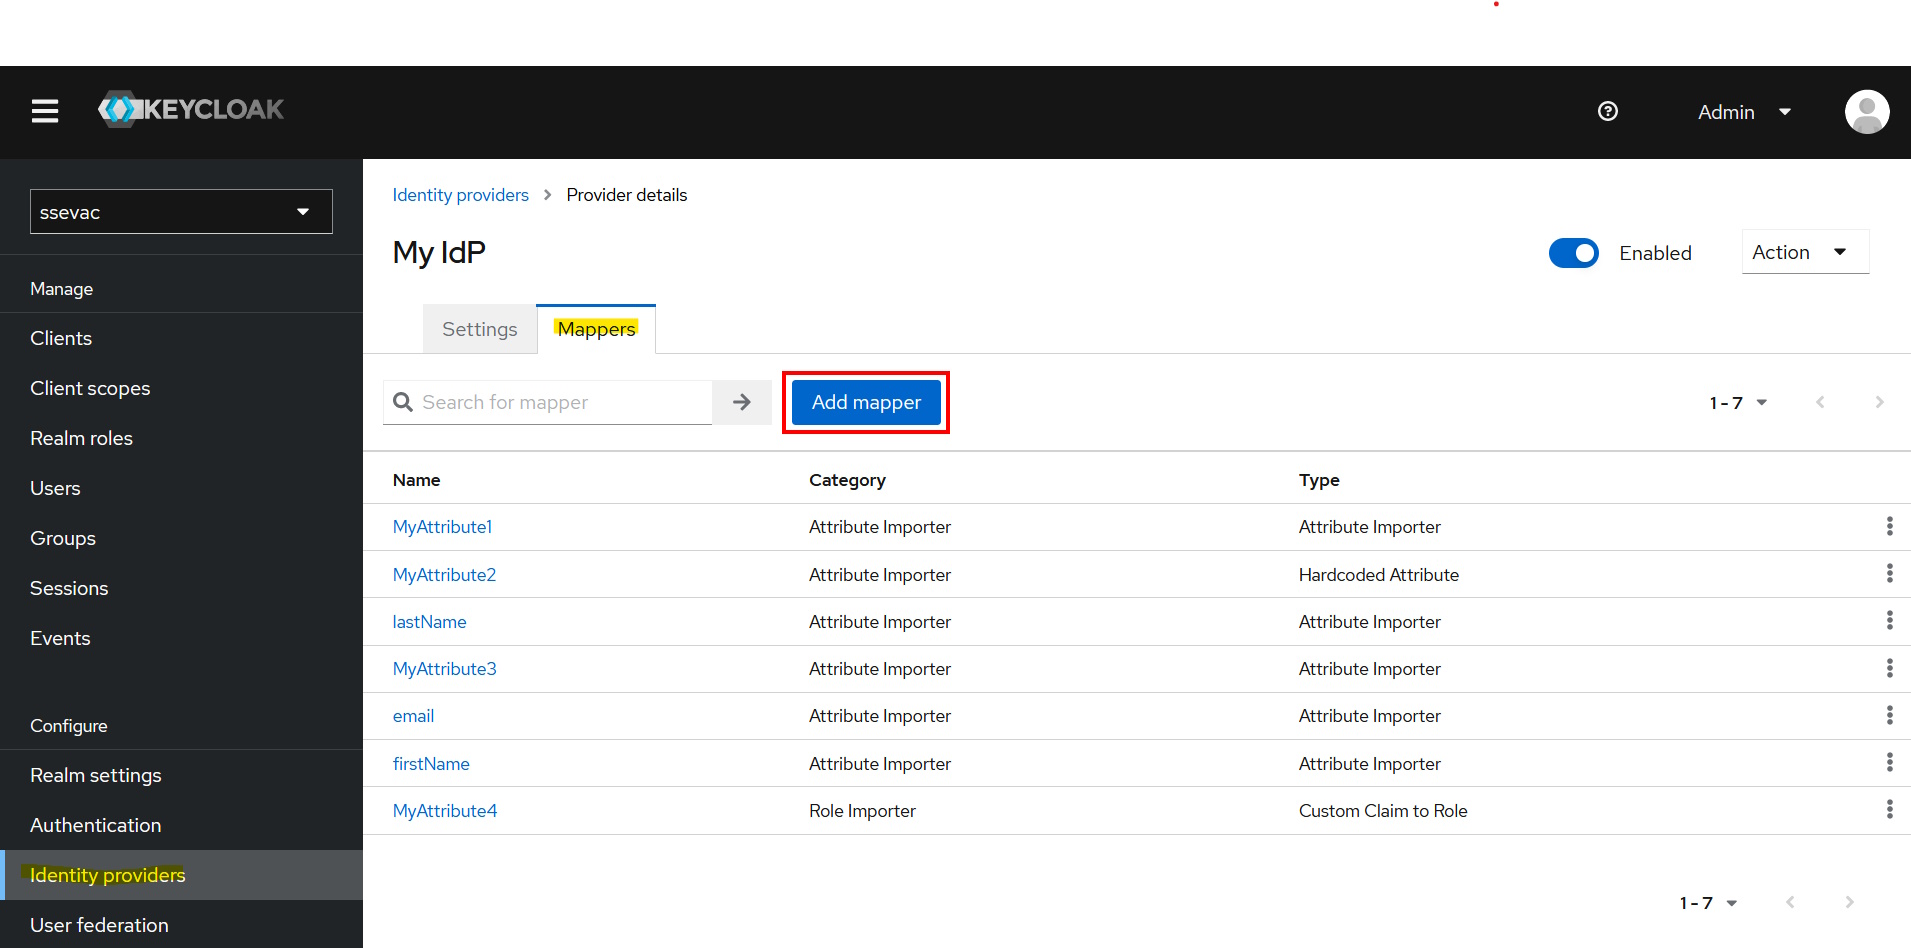 KEYCLOAK
Admin
ssevac
Manage
Clients
Client scopes
Realm roles
Users
Groups
Sessions
Events
Configure
Realm settings
Authentication
Identity providers
User federation
Identity providers > Provider details
My IdP
Enabled
Action
Settings Mappers
Search for mapper
Add mapper
1 - 7
Name Category Type
MyAttribute1 Attribute Importer Attribute Importer
MyAttribute2 Attribute Importer Hardcoded Attribute
lastName Attribute Importer Attribute Importer
MyAttribute3 Attribute Importer Attribute Importer
email Attribute Importer Attribute Importer
firstName Attribute Importer Attribute Importer
MyAttribute4 Role Importer Custom Claim to Role
1 - 7